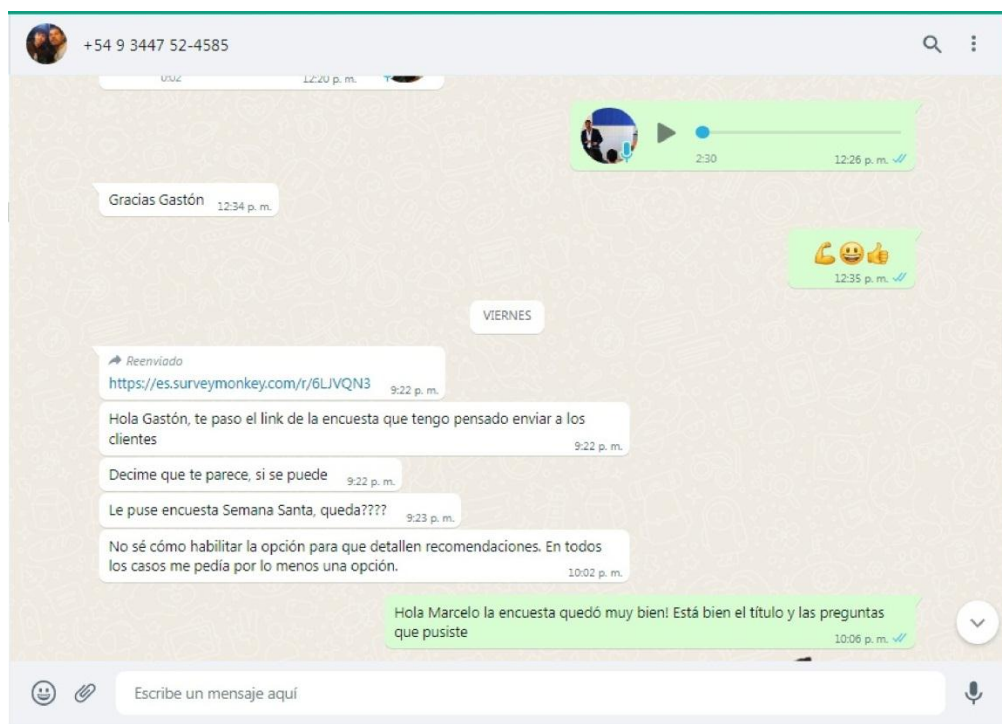 +54 9 3447 52-4585
0:02 12:20 p. m.
2:30 12:26 p. m.
Gracias Gastón 12:34 p. m.
12:35 p. m.
VIERNES
Reenviado
https://es.surveymonkey.com/r/6LJVQN3 9:22 p. m.
Hola Gastón, te paso el link de la encuesta que tengo pensado enviar a los
clientes 9:22 p. m.
Decime que te parece, si se puede 9:22 p. m.
Le puse encuesta Semana Santa, queda???? 9:23 p. m.
No sé cómo habilitar la opción para que detallen recomendaciones. En todos
los casos me pedía por lo menos una opción. 10:02 p. m.
Hola Marcelo la encuesta quedó muy bien! Está bien el título y las preguntas
que pusiste 10:06 p. m.
Escribe un mensaje aquí